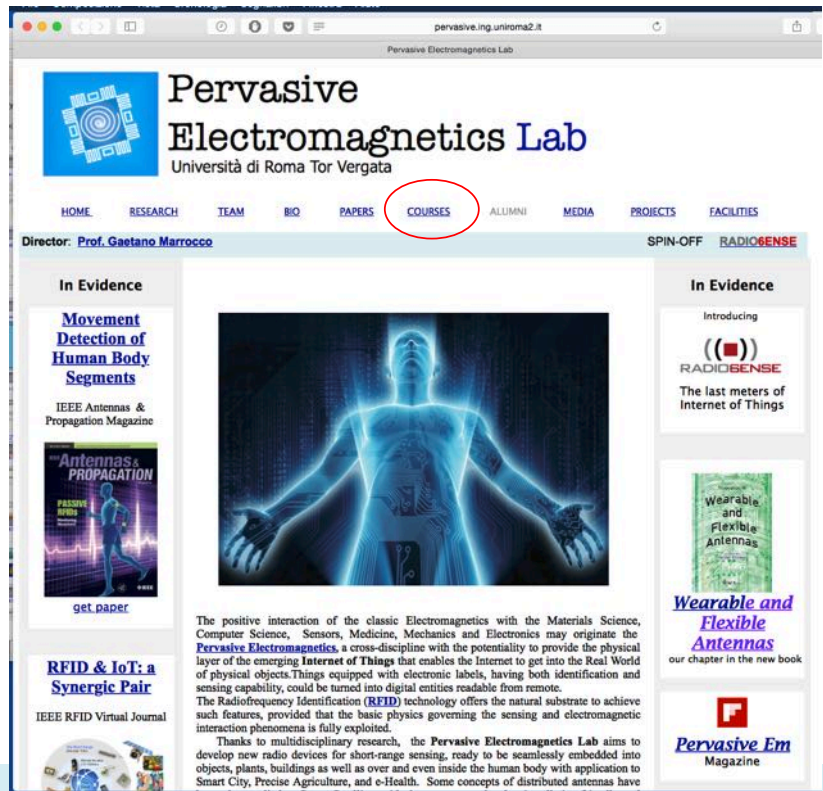 pervasive.ing.uniroma2.it
Pervasive Electromagnetics Lab
Pervasive
Electromagnetics Lab
Università di Roma Tor Vergata
HOME RESEARCH TEAM BIO PAPERS COURSES ALUMNI MEDIA PROJECTS FACILITIES
Director: Prof. Gaetano Marrocco SPIN-OFF RADIO6ENSE
In Evidence
Movement
Detection of
Human Body
Segments
IEEE Antennas &
Propagation Magazine
Antennas &
PROPAGATION
PASSIVE
RFIDs
get paper
RFID & IoT: a
Synergic Pair
IEEE RFID Virtual Journal
The positive interaction of the classic Electromagnetics with the Materials Science,
Computer Science, Sensors, Medicine, Mechanics and Electronics may originate the
Pervasive Electromagnetics, a cross-discipline with the potentiality to provide the physical
layer of the emerging Internet of Things that enables the Internet to get into the Real World
of physical objects.Things equipped with electronic labels, having both identification and
sensing capability, could be turned into digital entities readable from remote.
The Radiofrequency Identification (RFID) technology offers the natural substrate to achieve
such features, provided that the basic physics governing the sensing and electromagnetic
interaction phenomena is fully exploited.
Thanks to multidisciplinary research, the Pervasive Electromagnetics Lab aims to
develop new radio devices for short-range sensing, ready to be seamlessly embedded into
objects, plants, buildings as well as over and even inside the human body with application to
Smart City, Precise Agriculture, and e-Health. Some concepts of distributed antennas have
In Evidence
Introducing
RADIO6ENSE
The last meters of
Internet of Things
Wearable
and
Flexible
Antennas
Wearable and
Flexible
Antennas
our chapter in the new book
Pervasive Em
Magazine